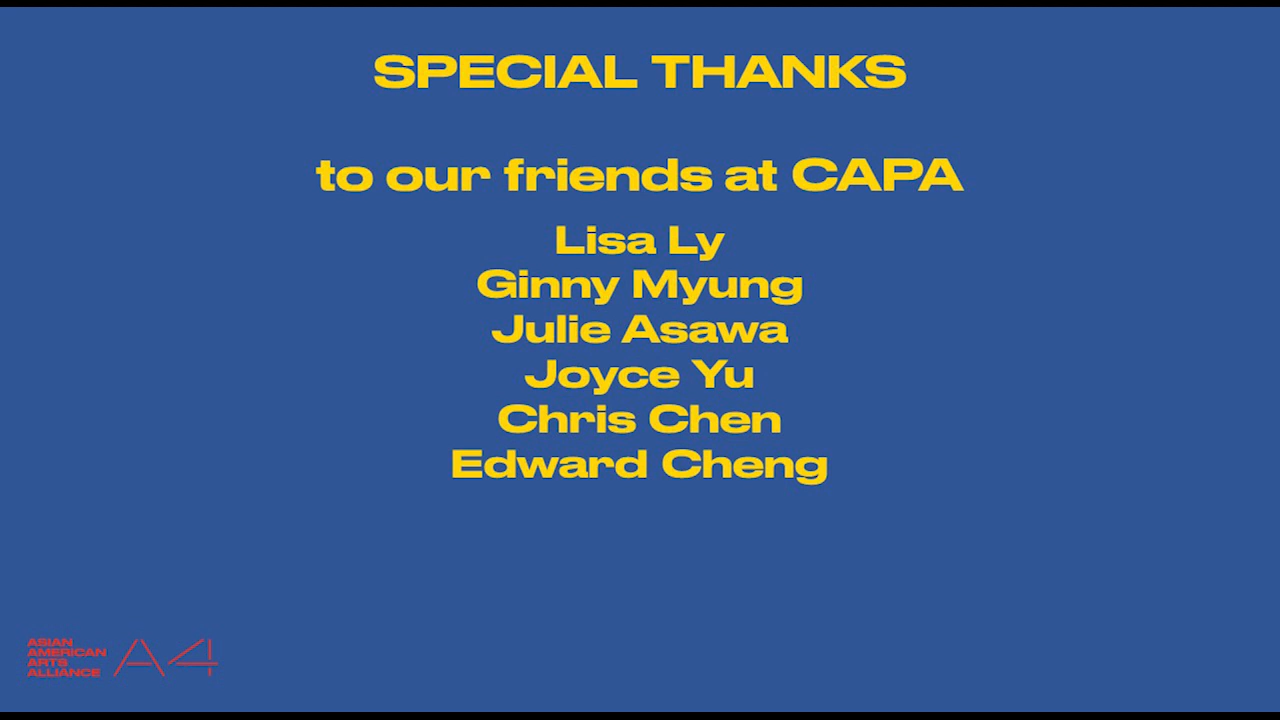 SPECIAL THANKS
to our friends at CAPA
Lisa Ly
Ginny Myung
Julie Asawa
Joyce Yu
Chris Chen
Edward Cheng
ASIAN
AMERICAN
ARTS
ALLIANCE
A4